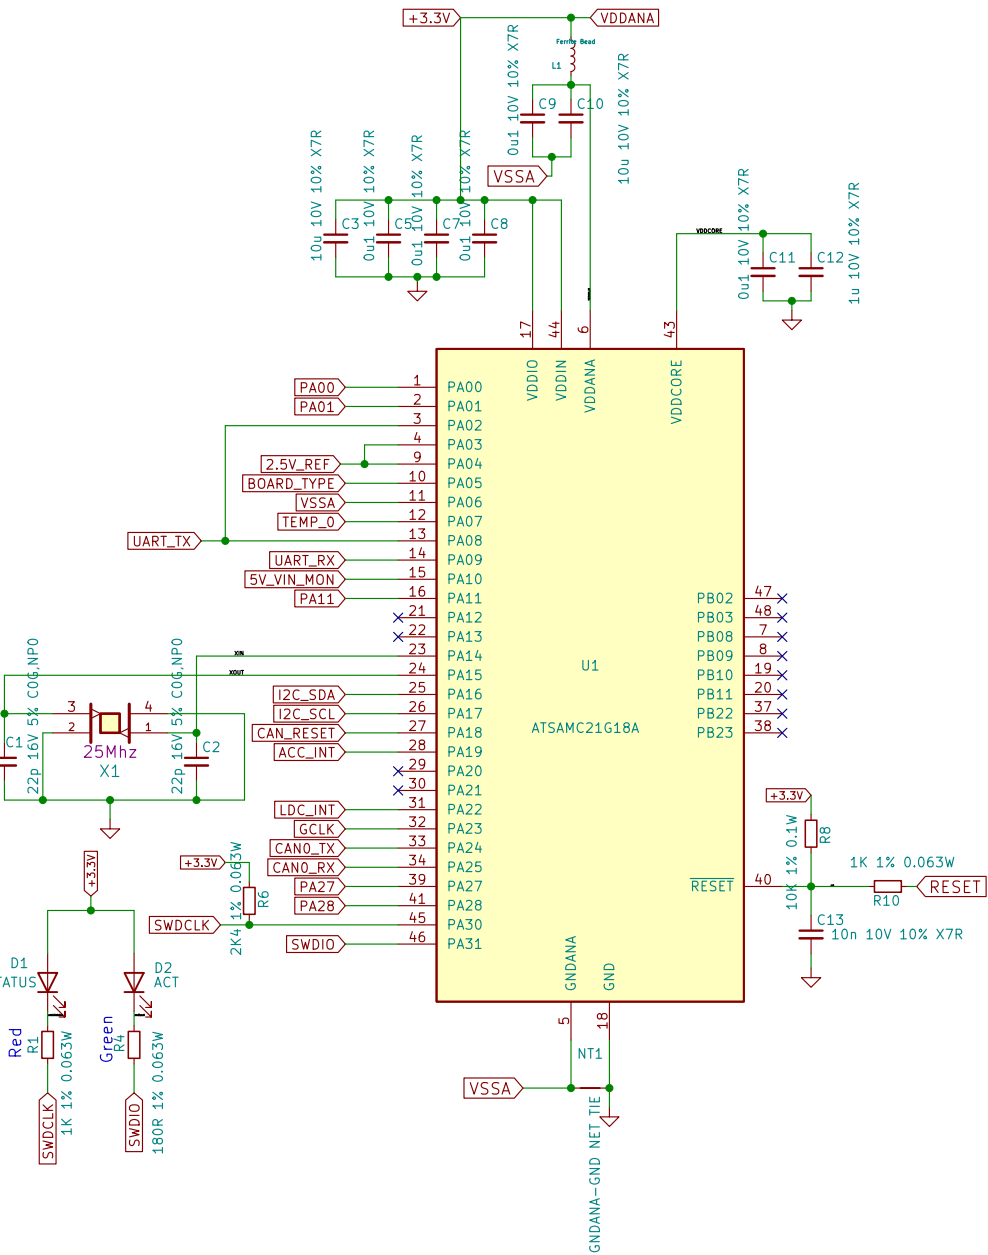 +3.3V
VDDANA
Ferrite Bead
L1
C9
C10
0u1 10V 10% X7R
10u 10V 10% X7R
VSSA
10u 10V 10% X7R
0u1 10V 10% X7R
0u1 10V 10% X7R
0u1 10V 10% X7R
C3
C5
C7
C8
VDDCORE
0u1 10V 10% X7R
1u 10V 10% X7R
C11
C12
17
44
6
43
VDDIO
VDDIN
VDDANA
VDDCORE
PA00 1 PA00
PA01 2 PA01
3 PA02
4 PA03
2.5V_REF 9 PA04
BOARD_TYPE 10 PA05
VSSA 11 PA06
TEMP_0 12 PA07
UART_TX 13 PA08
UART_RX 14 PA09
5V_VIN_MON 15 PA10
PA11 16 PA11
21 PA12
22 PA13
XIN 23 PA14
XOUT 24 PA15
I2C_SDA 25 PA16
I2C_SCL 26 PA17
CAN_RESET 27 PA18
ACC_INT 28 PA19
29 PA20
30 PA21
LDC_INT 31 PA22
GCLK 32 PA23
CAN0_TX 33 PA24
CAN0_RX 34 PA25
PA27 39 PA27
PA28 41 PA28
SWDCLK 45 PA30
SWDIO 46 PA31
U1
ATSAMC21G18A
PB02 47
PB03 48
PB08 7
PB09 8
PB10 19
PB11 20
PB22 37
PB23 38
RESET 40
GNDANA
GND
5
18
NT1
VSSA
GNDANA-GND NET TIE
22p 16V 5% C0G,NP0
22p 16V 5% C0G,NP0
3
4
2
1
C1
C2
25Mhz
X1
+3.3V
+3.3V
R6
2K4 1% 0.063W
D1
TATUS
D2
ACT
Red
Green
R1
R4
1K 1% 0.063W
180R 1% 0.063W
SWDCLK
SWDIO
+3.3V
10K 1% 0.1W
R8
1K 1% 0.063W
R10
RESET
C13
10n 10V 10% X7R